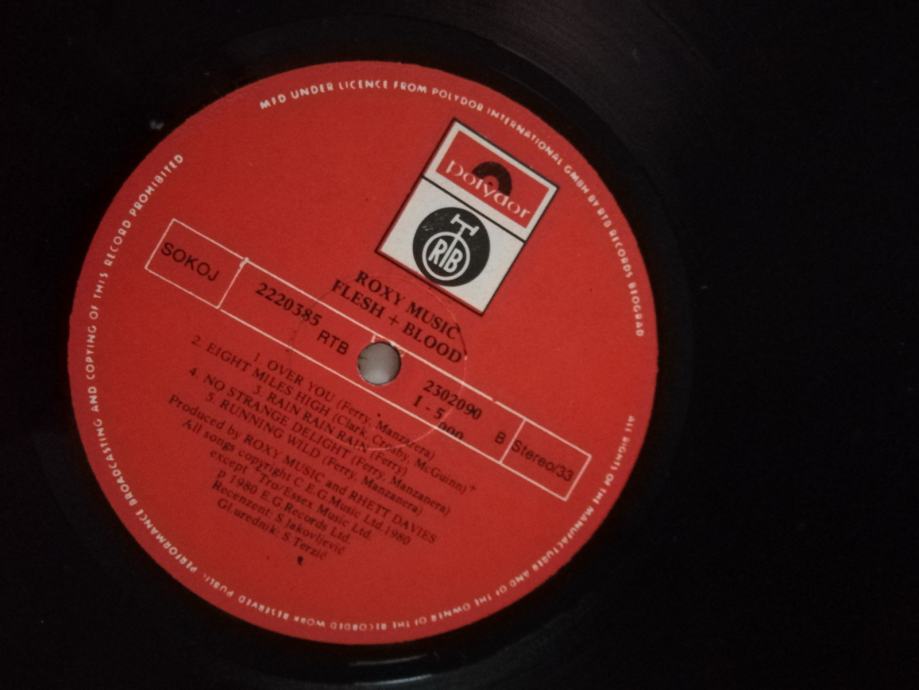 MFD UNDER LICENCE FROM POLYDOR INTERNATIONAL GMBH BY RTB RECORDS BEOGRAD
polydor
RTB
ROXY MUSIC
FLESH + BLOOD
SOKOJ
2220385 RTB
2302090
1-5
B
Stereo/33
1. OVER YOU (Ferry, Manzanera)
2. EIGHT MILES HIGH (Clark, Crosby, McGuinn)+
3. RAIN RAIN RAIN (Ferry)
4. NO STRANGE DELIGHT (Ferry, Manzanera)
5. RUNNING WILD (Ferry, Manzanera)
Produced by ROXY MUSIC and RHETT DAVIES
All songs copyright C E.G.Music Ltd.1980
except +Tro/Essex Music Ltd.
p 1980 E.G.Records Ltd.
Recenzent: S.Jakovljević
Gl.urednik: S.Terzić
ALL RIGHTS OF THE MANUFACTURER AND OF THE OWNER OF THE RECORDED WORK RESERVED PERFORMANCE BROADCASTING AND COPYING OF THIS RECORD PROHIBITED